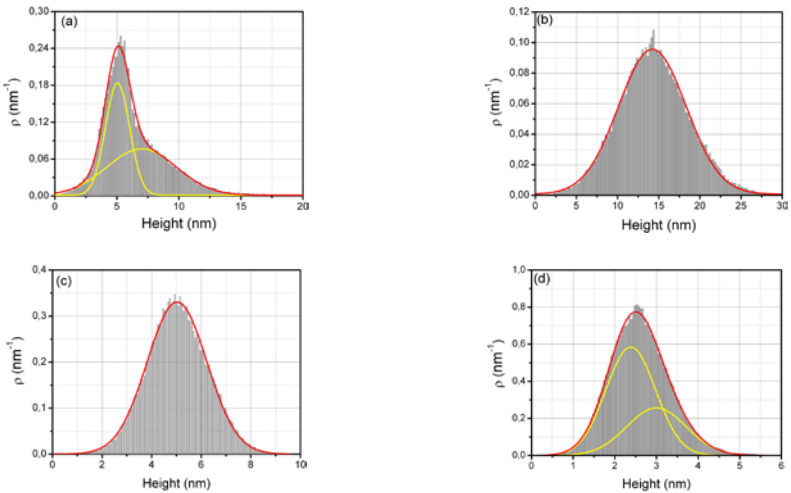 (a)
0,30
0,24
0,18
0,12
0,06
0,00
ρ (nm⁻¹)
0 5 10 15 20
Height (nm)
(b)
0,12
0,10
0,08
0,06
0,04
0,02
0,00
ρ (nm⁻¹)
0 5 10 15 20 25 30
Height (nm)
(c)
0,4
0,3
0,2
0,1
0,0
ρ (nm⁻¹)
0 2 4 6 8 10
Height (nm)
(d)
1,0
0,8
0,6
0,4
0,2
0,0
ρ (nm⁻¹)
0 1 2 3 4 5 6
Height (nm)